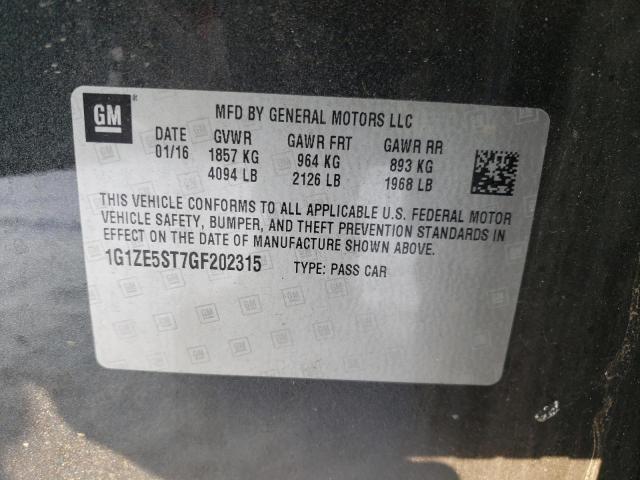 GM ®
MFD BY GENERAL MOTORS LLC
DATE GVWR GAWR FRT GAWR RR
01/16 1857 KG 964 KG 893 KG
4094 LB 2126 LB 1968 LB
THIS VEHICLE CONFORMS TO ALL APPLICABLE U.S. FEDERAL MOTOR
VEHICLE SAFETY, BUMPER, AND THEFT PREVENTION STANDARDS IN
EFFECT ON THE DATE OF MANUFACTURE SHOWN ABOVE.
1G1ZE5ST7GF202315 TYPE: PASS CAR